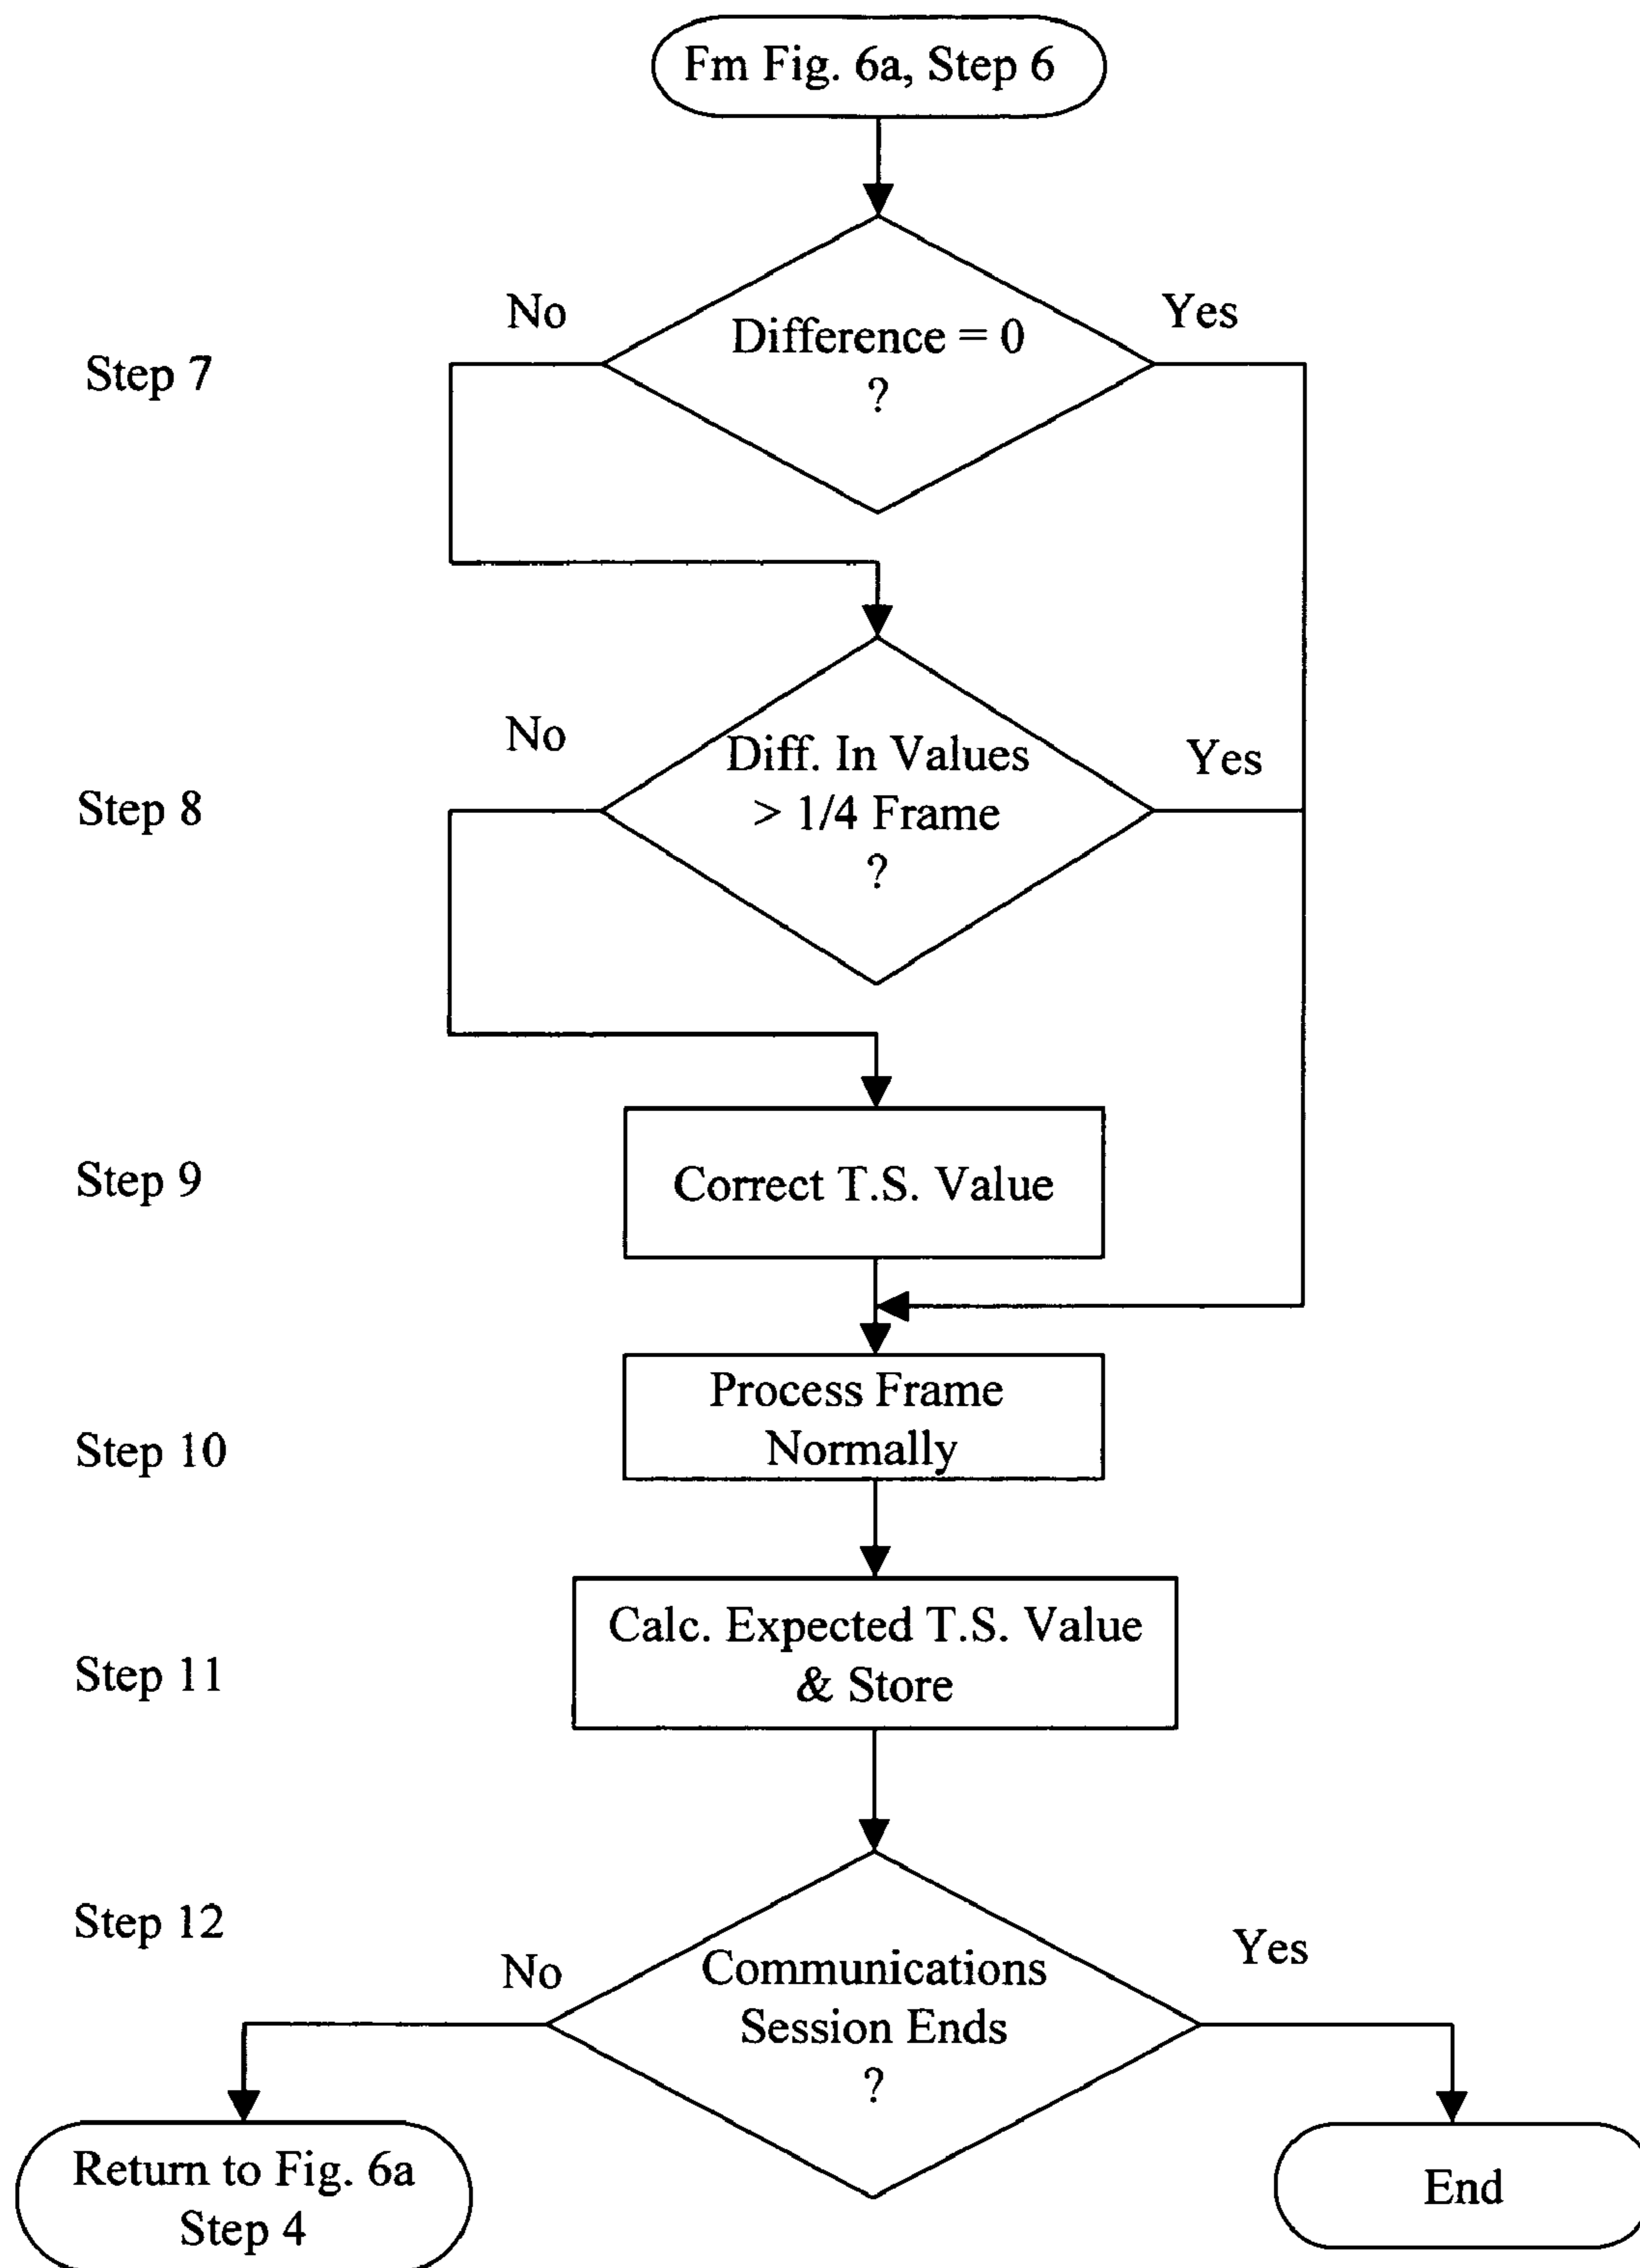 Fm Fig. 6a, Step 6
No
Yes
Step 7
Difference = 0
?
No
Yes
Step 8
Diff. In Values
> 1/4 Frame
?
Step 9
Correct T.S. Value
Step 10
Process Frame
Normally
Step 11
Calc. Expected T.S. Value
& Store
Step 12
No
Yes
Communications
Session Ends
?
Return to Fig. 6a
Step 4
End